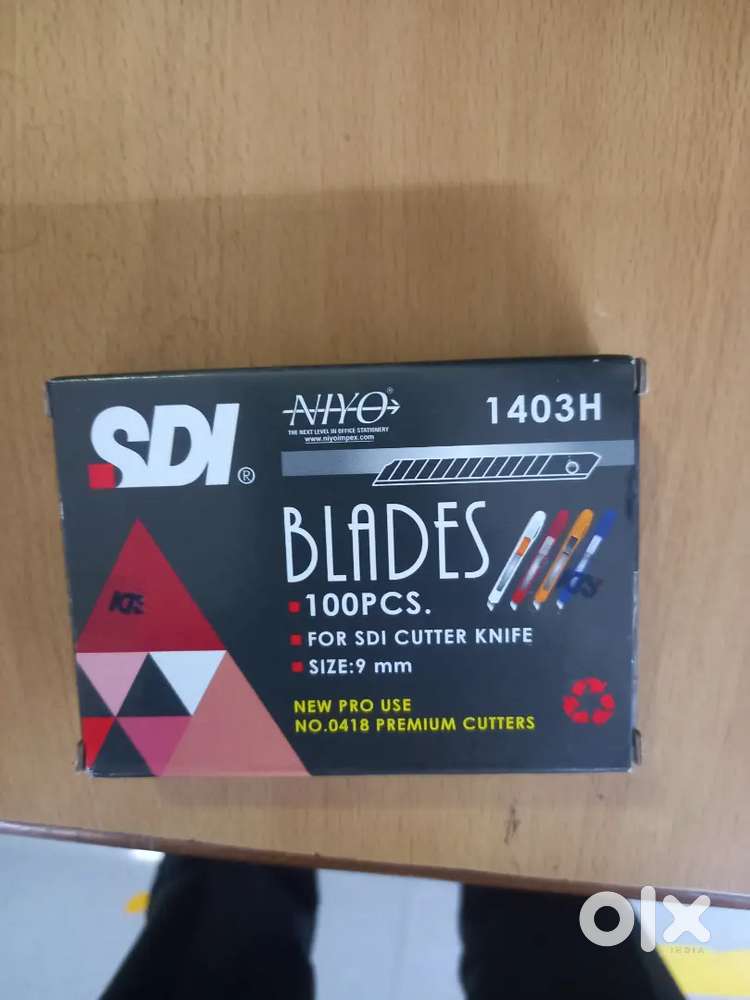 SDI®
NIYO®
THE NEXT LEVEL IN OFFICE STATIONERY
www.niyoimpex.com
1403H
BLADES
100PCS.
FOR SDI CUTTER KNIFE
SIZE:9 mm
NEW PRO USE
NO.0418 PREMIUM CUTTERS
olx
INDIA